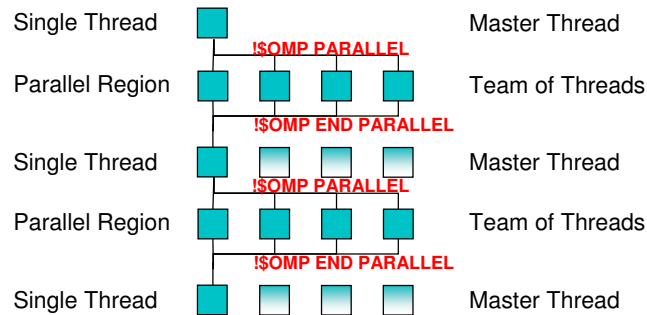 Single Thread Master Thread
!$OMP PARALLEL
Parallel Region Team of Threads
!$OMP END PARALLEL
Single Thread Master Thread
!$OMP PARALLEL
Parallel Region Team of Threads
!$OMP END PARALLEL
Single Thread Master Thread